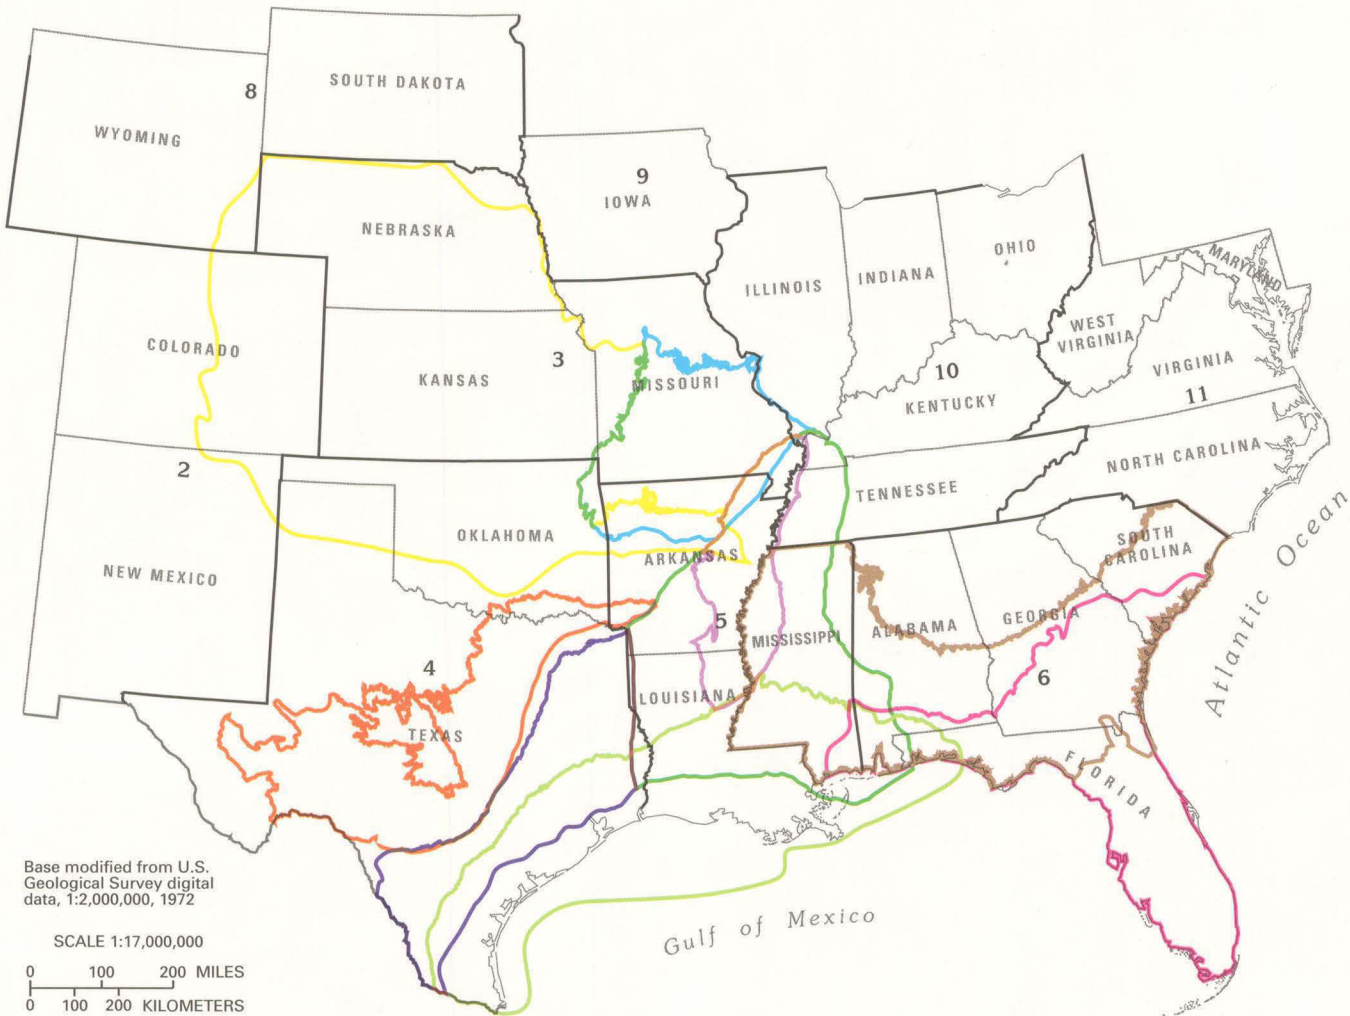 SOUTH DAKOTA
8
WYOMING
9
IOWA
NEBRASKA
OHIO
MARYLAND
INDIANA
ILLINOIS
WEST
VIRGINIA
COLORADO
3
KANSAS
VIRGINIA
MISSOURI
10
KENTUCKY
11
NORTH CAROLINA
2
TENNESSEE
OKLAHOMA
SOUTH
CAROLINA
ARKANSAS
NEW MEXICO
Atlantic Ocean
GEORGIA
5
ALABAMA
MISSISSIPPI
4
6
LOUISIANA
TEXAS
FLORIDA
Base modified from U.S.
Geological Survey digital
data, 1:2,000,000, 1972
Gulf of Mexico
SCALE 1:17,000,000
0 100 200 MILES
0 100 200 KILOMETERS